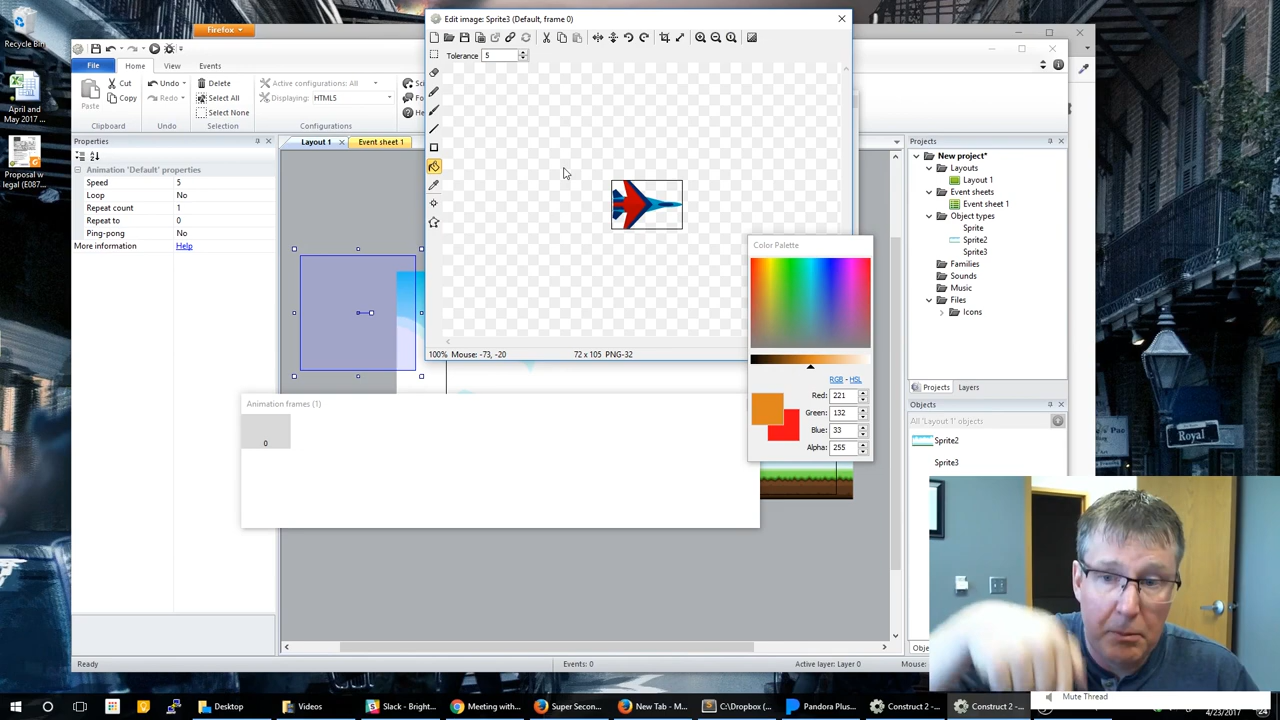 Recycle Bin
April and
May 2017 ...
Proposal w
legal (E087...
Firefox
Edit image: Sprite3 (Default, frame 0)
Tolerance 5
File Home View Events
Paste
Cut
Copy
Clipboard
Undo
Redo
Undo
Delete
Select All
Select None
Selection
Active configurations: All
Displaying: HTML5
Configurations
Properties
Animation 'Default' properties
Speed 5
Loop No
Repeat count 1
Repeat to 0
Ping-pong No
More information Help
Layout 1
Event sheet 1
100% Mouse: -73, -20 72 x 105 PNG-32
Animation frames (1)
0
Color Palette
RGB - HSL
Red: 221
Green: 132
Blue: 33
Alpha: 255
Projects
New project*
Layouts
Layout 1
Event sheets
Event sheet 1
Object types
Sprite
Sprite2
Sprite3
Families
Sounds
Music
Files
Icons
Projects Layers
Objects
All 'Layout 1' objects
Sprite2
Sprite3
Royal
Ready
Events: 0
Active layer: Layer 0
Mouse:
Mute Thread
Desktop
Videos
Slack - Bright...
Meeting with...
Super Secon...
New Tab - M...
C:\Dropbox (...
Pandora Plus...
Construct 2 -...
Construct 2 -...
4/23/2017
24